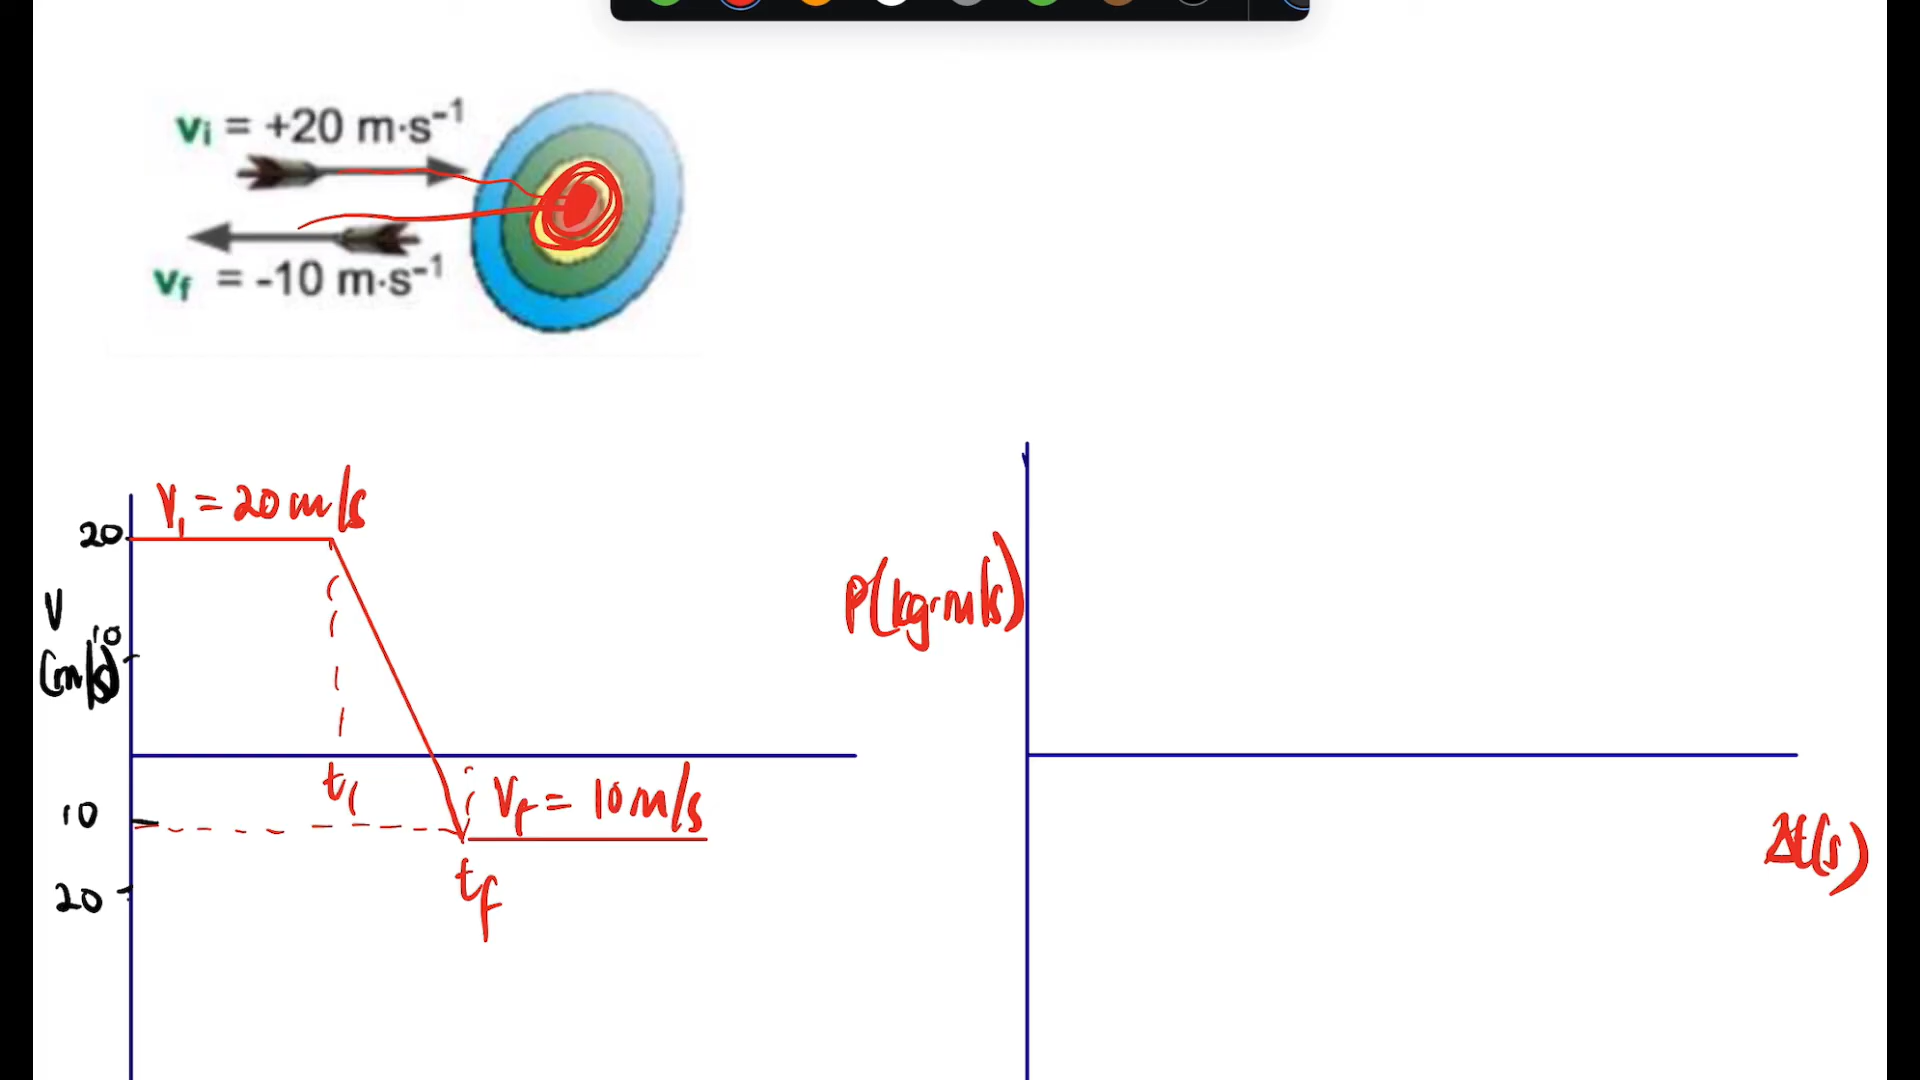 vi = +20 m·s⁻¹
vf = -10 m·s⁻¹
V₁ = 20 m/s
20
V
(m/s)
10
t₁
10
Vf = 10 m/s
20
tf
P(kg·m/s)
Δt(s)